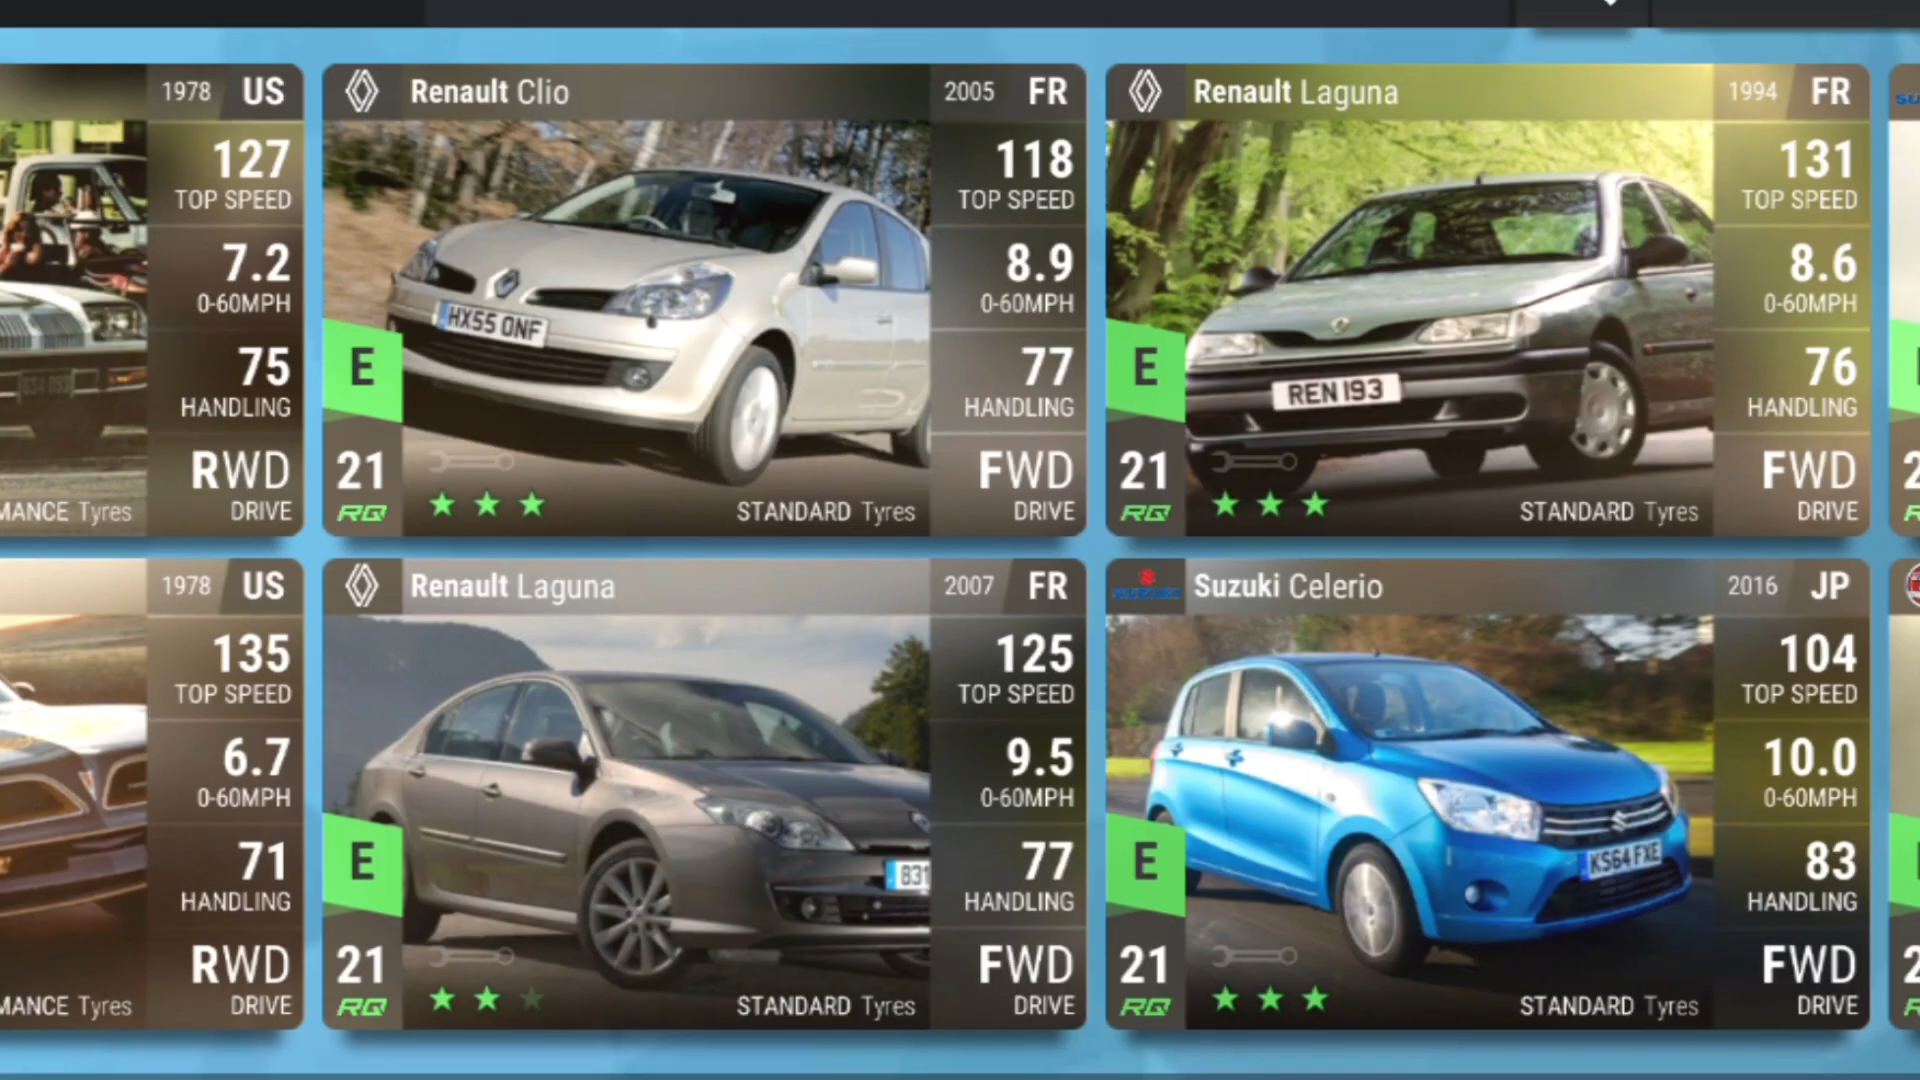 1978 US
127
TOP SPEED
7.2
0-60MPH
75
HANDLING
RWD
DRIVE
MANCE Tyres
Renault Clio 2005 FR
118
TOP SPEED
8.9
0-60MPH
77
HANDLING
FWD
DRIVE
HX55 ONF
E
21
RQ
STANDARD Tyres
Renault Laguna 1994 FR
131
TOP SPEED
8.6
0-60MPH
76
HANDLING
FWD
DRIVE
REN 193
E
21
RQ
STANDARD Tyres
1978 US
135
TOP SPEED
6.7
0-60MPH
71
HANDLING
RWD
DRIVE
MANCE Tyres
Renault Laguna 2007 FR
125
TOP SPEED
9.5
0-60MPH
77
HANDLING
FWD
DRIVE
831
E
21
RQ
STANDARD Tyres
SUZUKI
Suzuki Celerio 2016 JP
104
TOP SPEED
10.0
0-60MPH
83
HANDLING
FWD
DRIVE
KS64 FXE
E
21
RQ
STANDARD Tyres